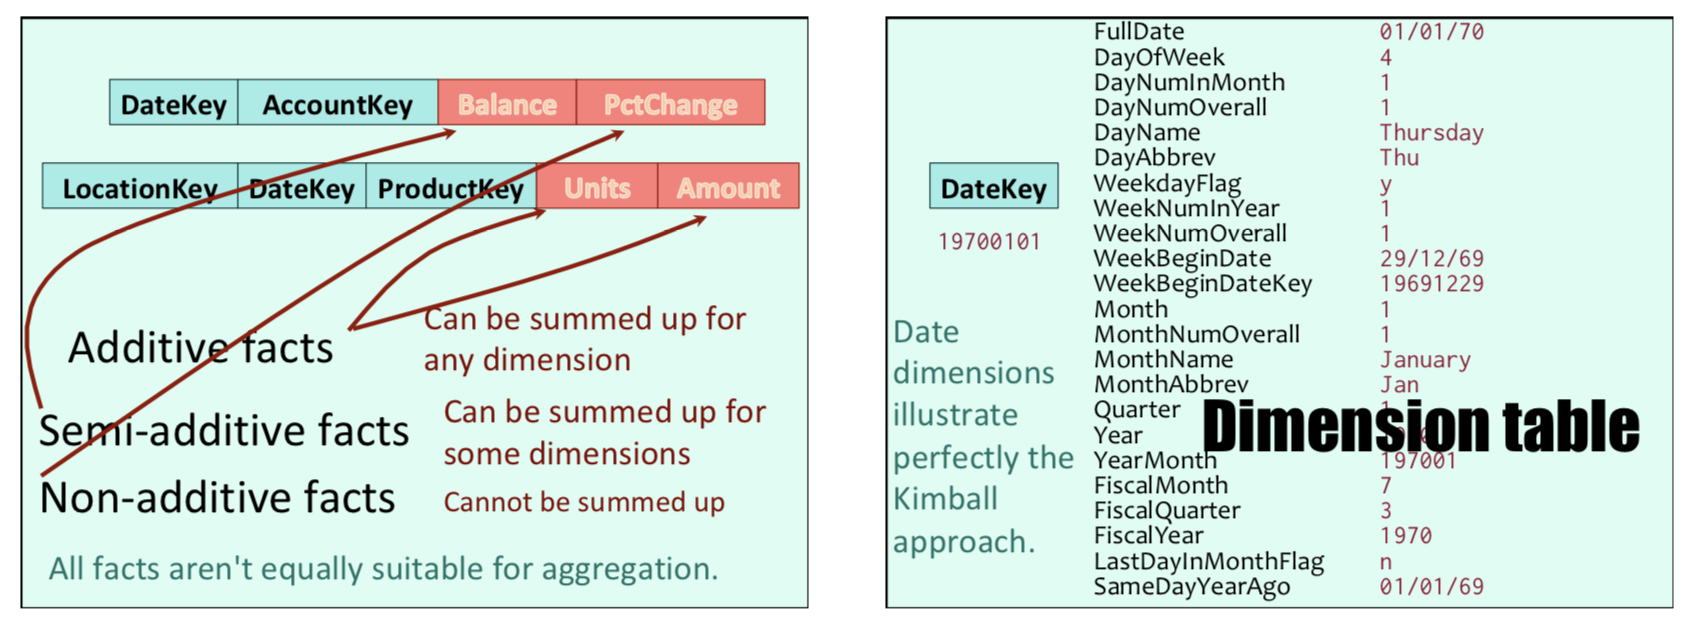 DateKey AccountKey Balance PctChange
LocationKey DateKey ProductKey Units Amount
Additive facts
Can be summed up for
any dimension
Semi-additive facts
Can be summed up for
some dimensions
Non-additive facts
Cannot be summed up
All facts aren't equally suitable for aggregation.
DateKey
19700101
Date
dimensions
illustrate
perfectly the
Kimball
approach.
FullDate 01/01/70
DayOfWeek 4
DayNumInMonth 1
DayNumOverall 1
DayName Thursday
DayAbbrev Thu
WeekdayFlag y
WeekNumInYear 1
WeekNumOverall 1
WeekBeginDate 29/12/69
WeekBeginDateKey 19691229
Month 1
MonthNumOverall 1
MonthName January
MonthAbbrev Jan
Quarter
Year
YearMonth 197001
FiscalMonth 7
FiscalQuarter 3
FiscalYear 1970
LastDayInMonthFlag n
SameDayYearAgo 01/01/69
Dimension table